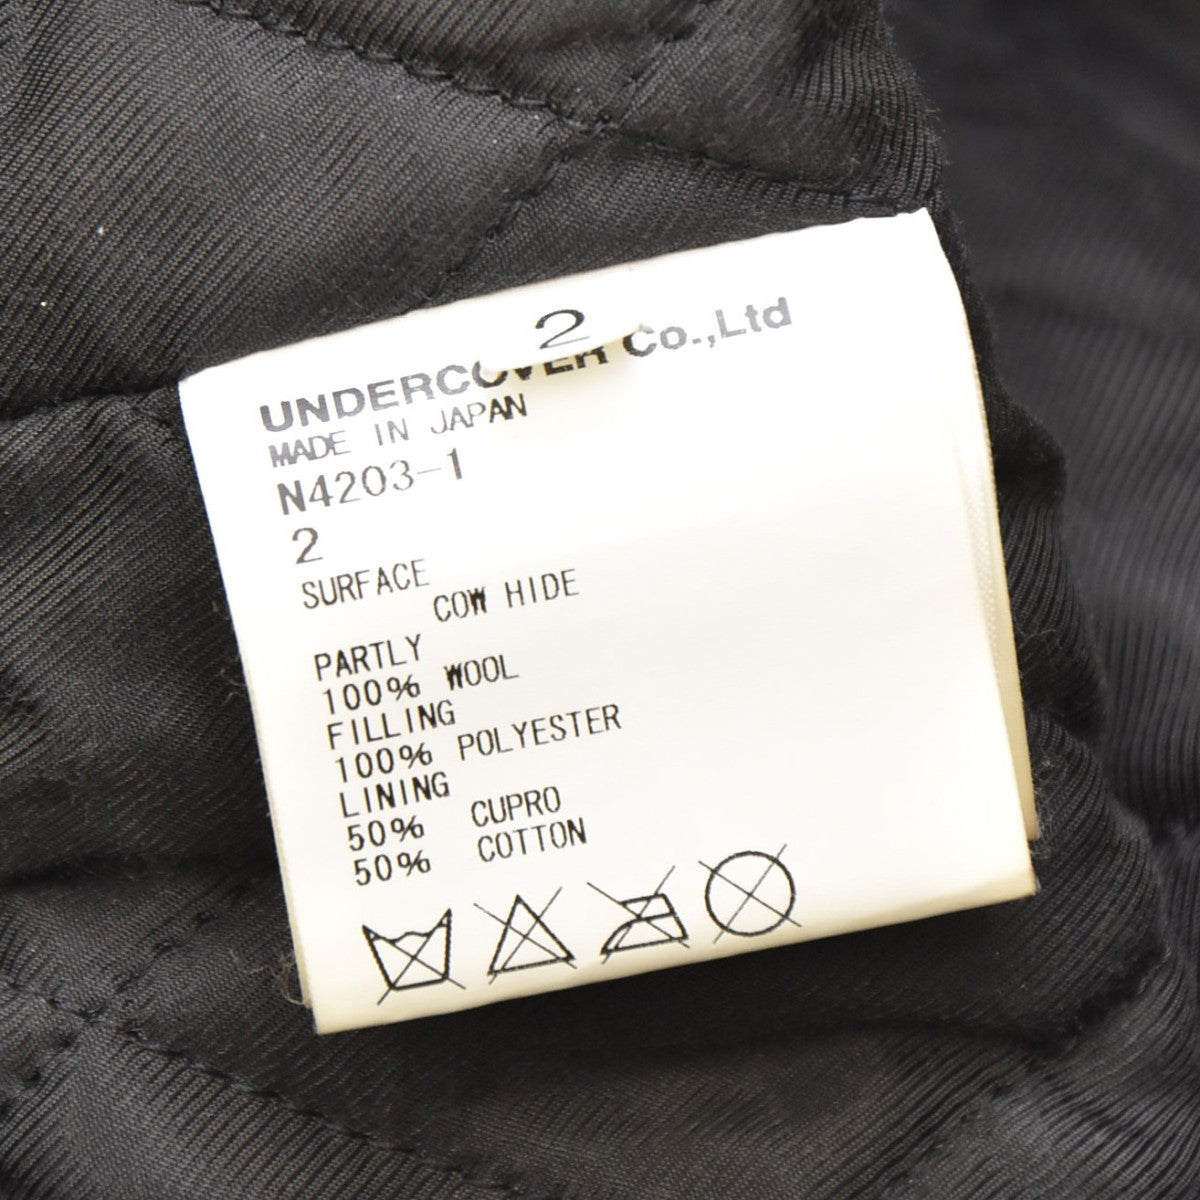 2
UNDERCOVER Co.,Ltd
MADE IN JAPAN
N4203-1
2
SURFACE
COW HIDE
PARTLY
100% WOOL
FILLING
100% POLYESTER
LINING
50% CUPRO
50% COTTON